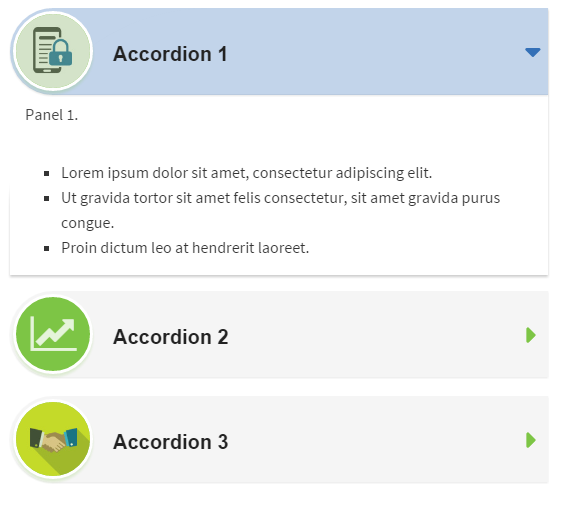 Accordion 1
Panel 1.
Lorem ipsum dolor sit amet, consectetur adipiscing elit.
Ut gravida tortor sit amet felis consectetur, sit amet gravida purus
congue.
Proin dictum leo at hendrerit laoreet.
Accordion 2
Accordion 3